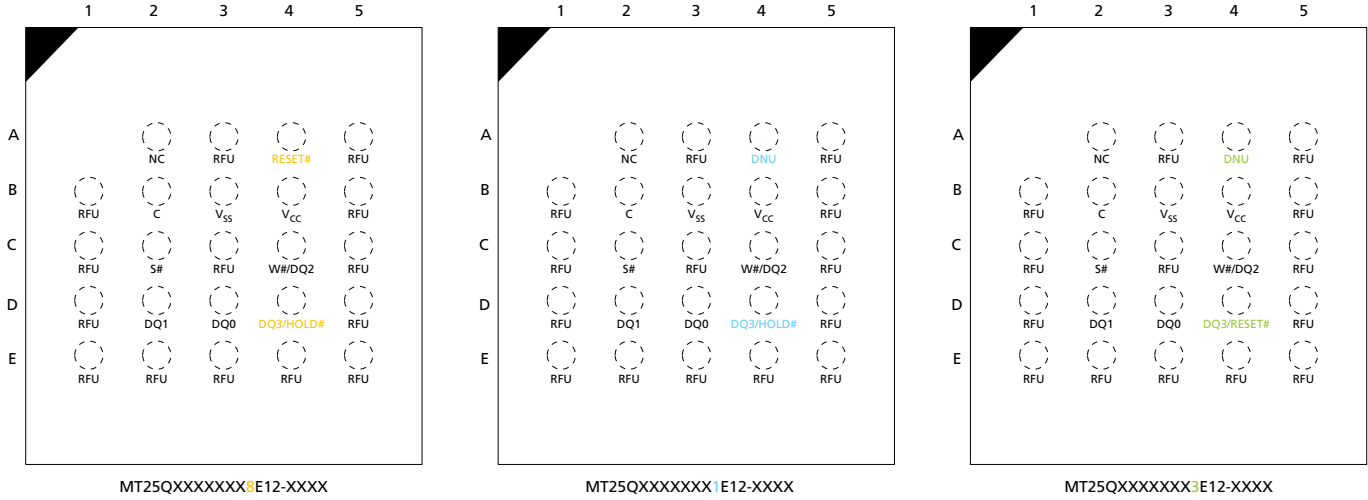 1 2 3 4 5 1 2 3 4 5 1 2 3 4 5
A A A
NC RFU RESET# RFU NC RFU DNU RFU NC RFU DNU RFU
B B B
RFU C VSS VCC RFU RFU C VSS VCC RFU RFU C VSS VCC RFU
C C C
RFU S# RFU W#/DQ2 RFU RFU S# RFU W#/DQ2 RFU RFU S# RFU W#/DQ2 RFU
D D D
RFU DQ1 DQ0 DQ3/HOLD# RFU RFU DQ1 DQ0 DQ3/HOLD# RFU RFU DQ1 DQ0 DQ3/RESET# RFU
E E E
RFU RFU RFU RFU RFU RFU RFU RFU RFU RFU RFU RFU RFU RFU RFU
MT25QXXXXXXX8E12-XXXX MT25QXXXXXXX1E12-XXXX MT25QXXXXXXX3E12-XXXX